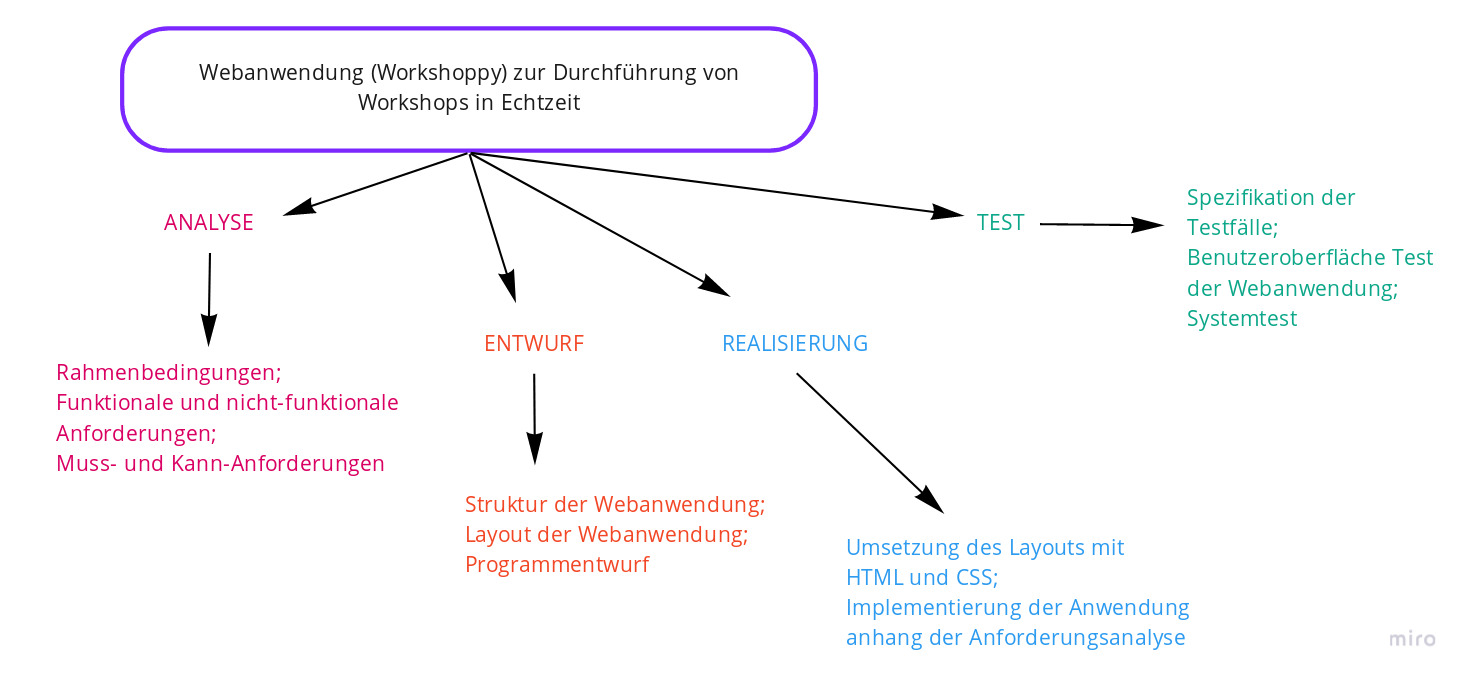 Webanwendung (Workshoppy) zur Durchführung von
Workshops in Echtzeit
ANALYSE
Rahmenbedingungen;
Funktionale und nicht-funktionale
Anforderungen;
Muss- und Kann-Anforderungen
ENTWURF
Struktur der Webanwendung;
Layout der Webanwendung;
Programmentwurf
REALISIERUNG
Umsetzung des Layouts mit
HTML und CSS;
Implementierung der Anwendung
anhang der Anforderungsanalyse
TEST
Spezifikation der
Testfälle;
Benutzeroberfläche Test
der Webanwendung;
Systemtest
miro